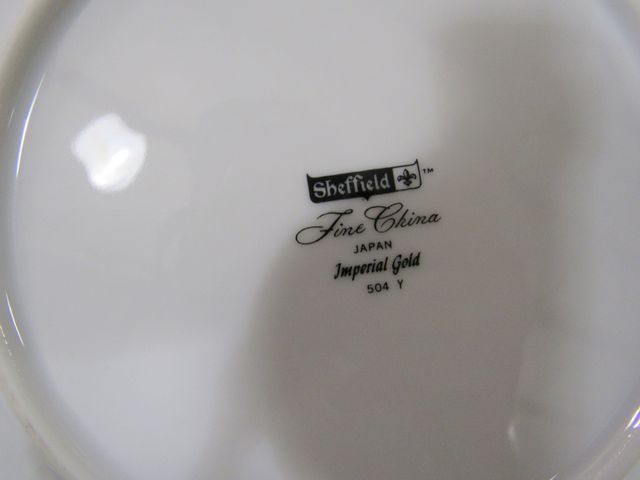 Sheffield™
Fine China
JAPAN
Imperial Gold
504 Y